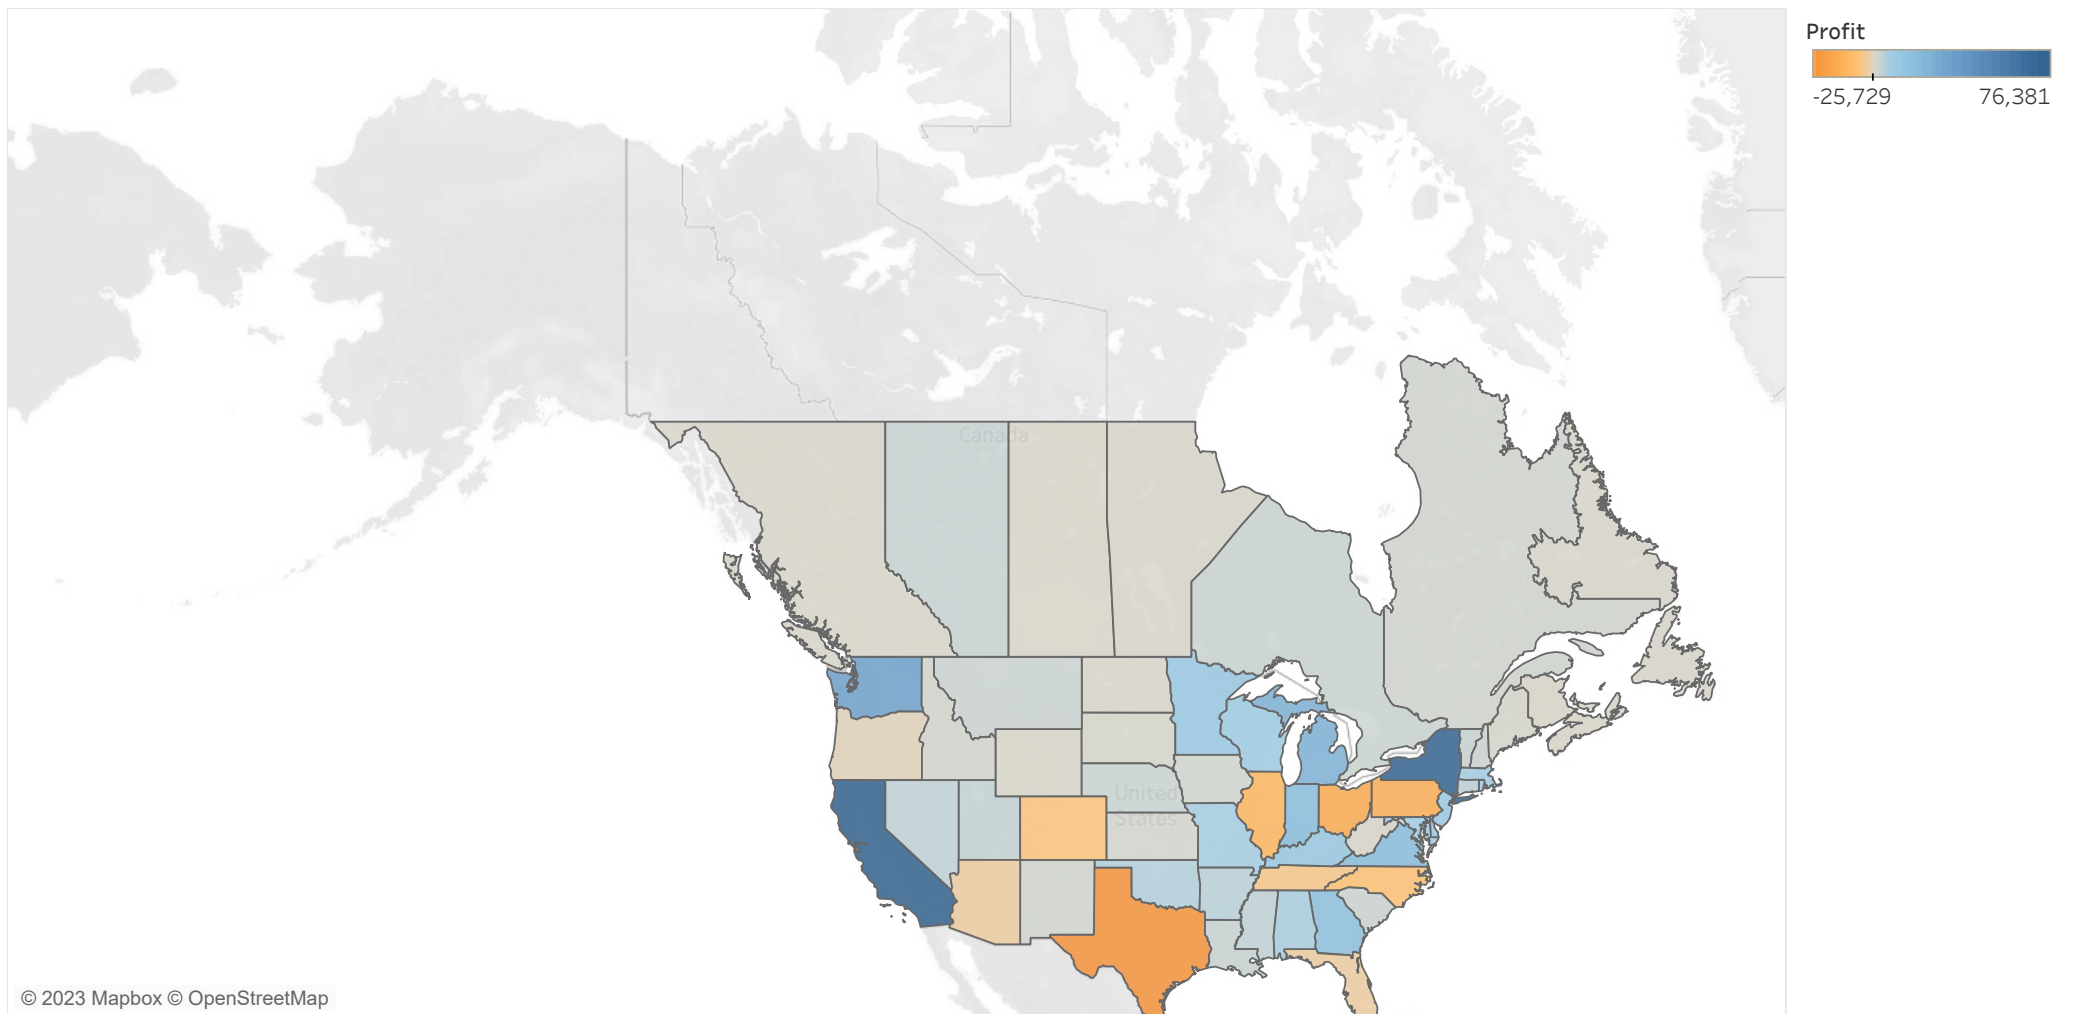 Profit
-25,729 76,381
Canada
United
States
© 2023 Mapbox © OpenStreetMap